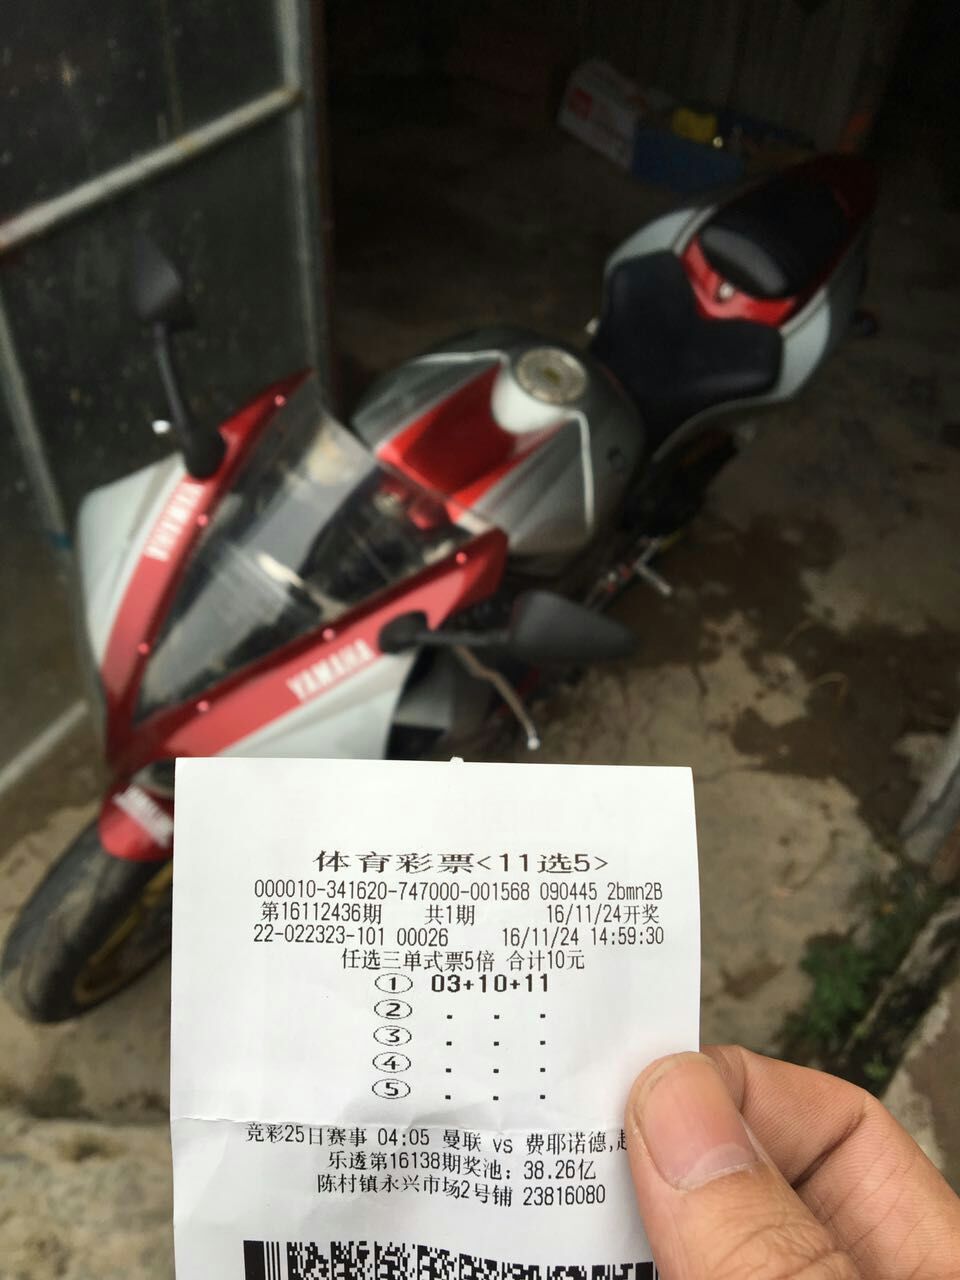 YAMAHA
YAMAHA
体育彩票<11选5>
000010-341620-747000-001568 090445 2bmn2B
第16112436期 共1期 16/11/24开奖
22-022323-101 00026 16/11/24 14:59:30
任选三单式票5倍 合计10元
① 03+10+11
② . . .
③ . . .
④ . . .
⑤ . . .
竞彩25日赛事 04:05 曼联 vs 费耶诺德,
乐透第16138期奖池: 38.26亿
陈村镇永兴市场2号铺 23816080